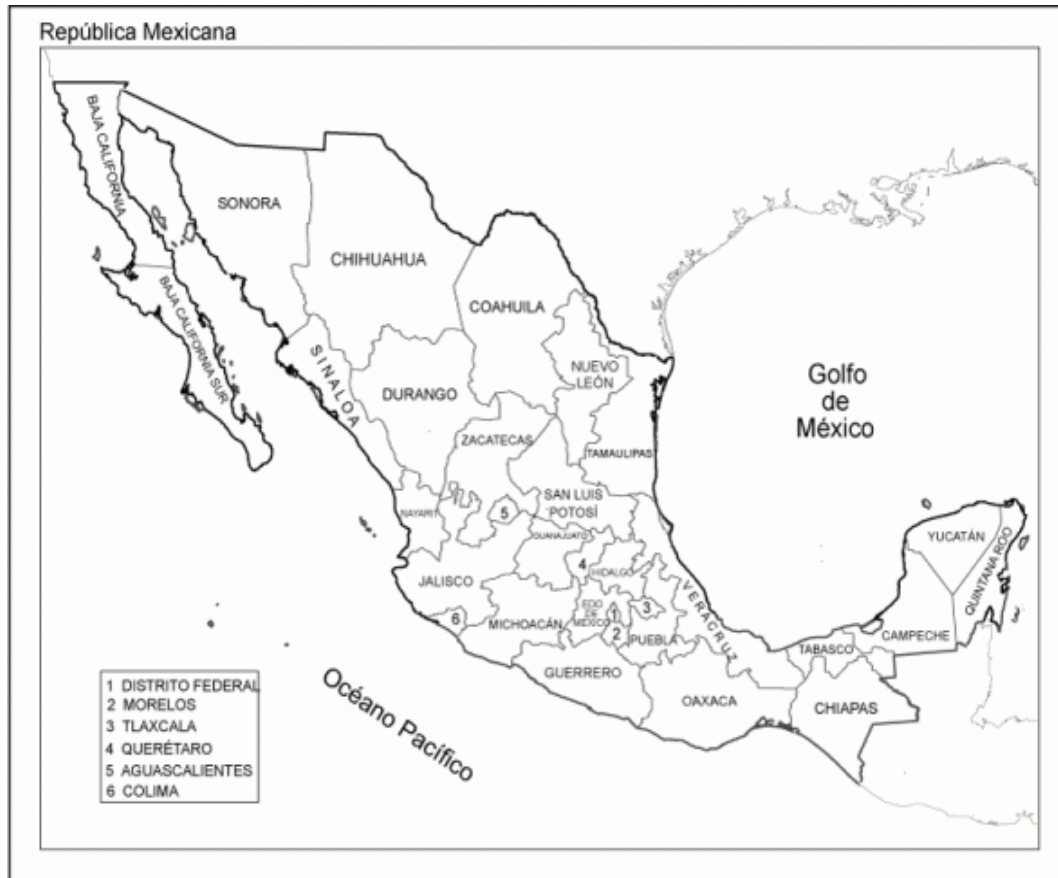 República Mexicana
BAJA CALIFORNIA
SONORA
CHIHUAHUA
COAHUILA
BAJA CALIFORNIA SUR
SINALOA
NUEVO
LEÓN
DURANGO
Golfo
de
México
ZACATECAS
TAMAULIPAS
SAN LUIS
POTOSÍ
NAYARIT
5
GUANAJUATO
YUCATÁN
QUINTANA ROO
4
HIDALGO
JALISCO
VERACRUZ
EDO
DE
MEXICO
1
3
6
MICHOACÁN
2
PUEBLA
CAMPECHE
TABASCO
GUERRERO
OAXACA
CHIAPAS
Océano Pacífico
1 DISTRITO FEDERAL
2 MORELOS
3 TLAXCALA
4 QUERÉTARO
5 AGUASCALIENTES
6 COLIMA